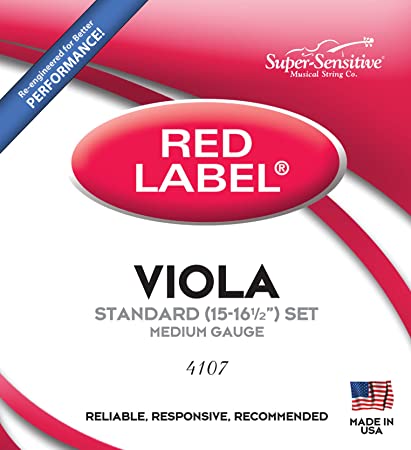 Re-engineered for Better
PERFORMANCE!
Super-Sensitive®
Musical String Co.
RED
LABEL®
VIOLA
STANDARD (15-16½”) SET
MEDIUM GAUGE
4107
RELIABLE, RESPONSIVE, RECOMMENDED
MADE IN
USA